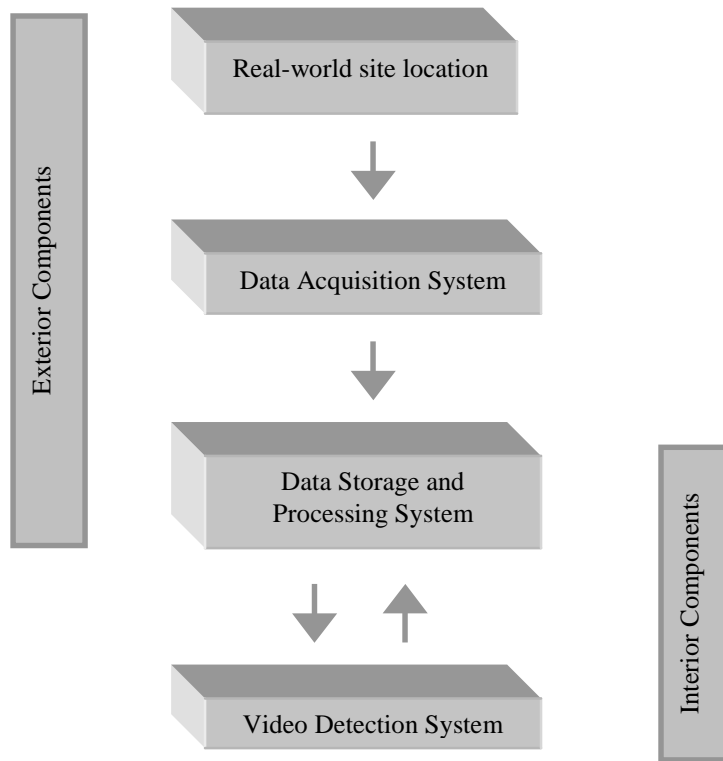 Real-world site location
Exterior Components
Data Acquisition System
Data Storage and
Processing System
Interior Components
Video Detection System